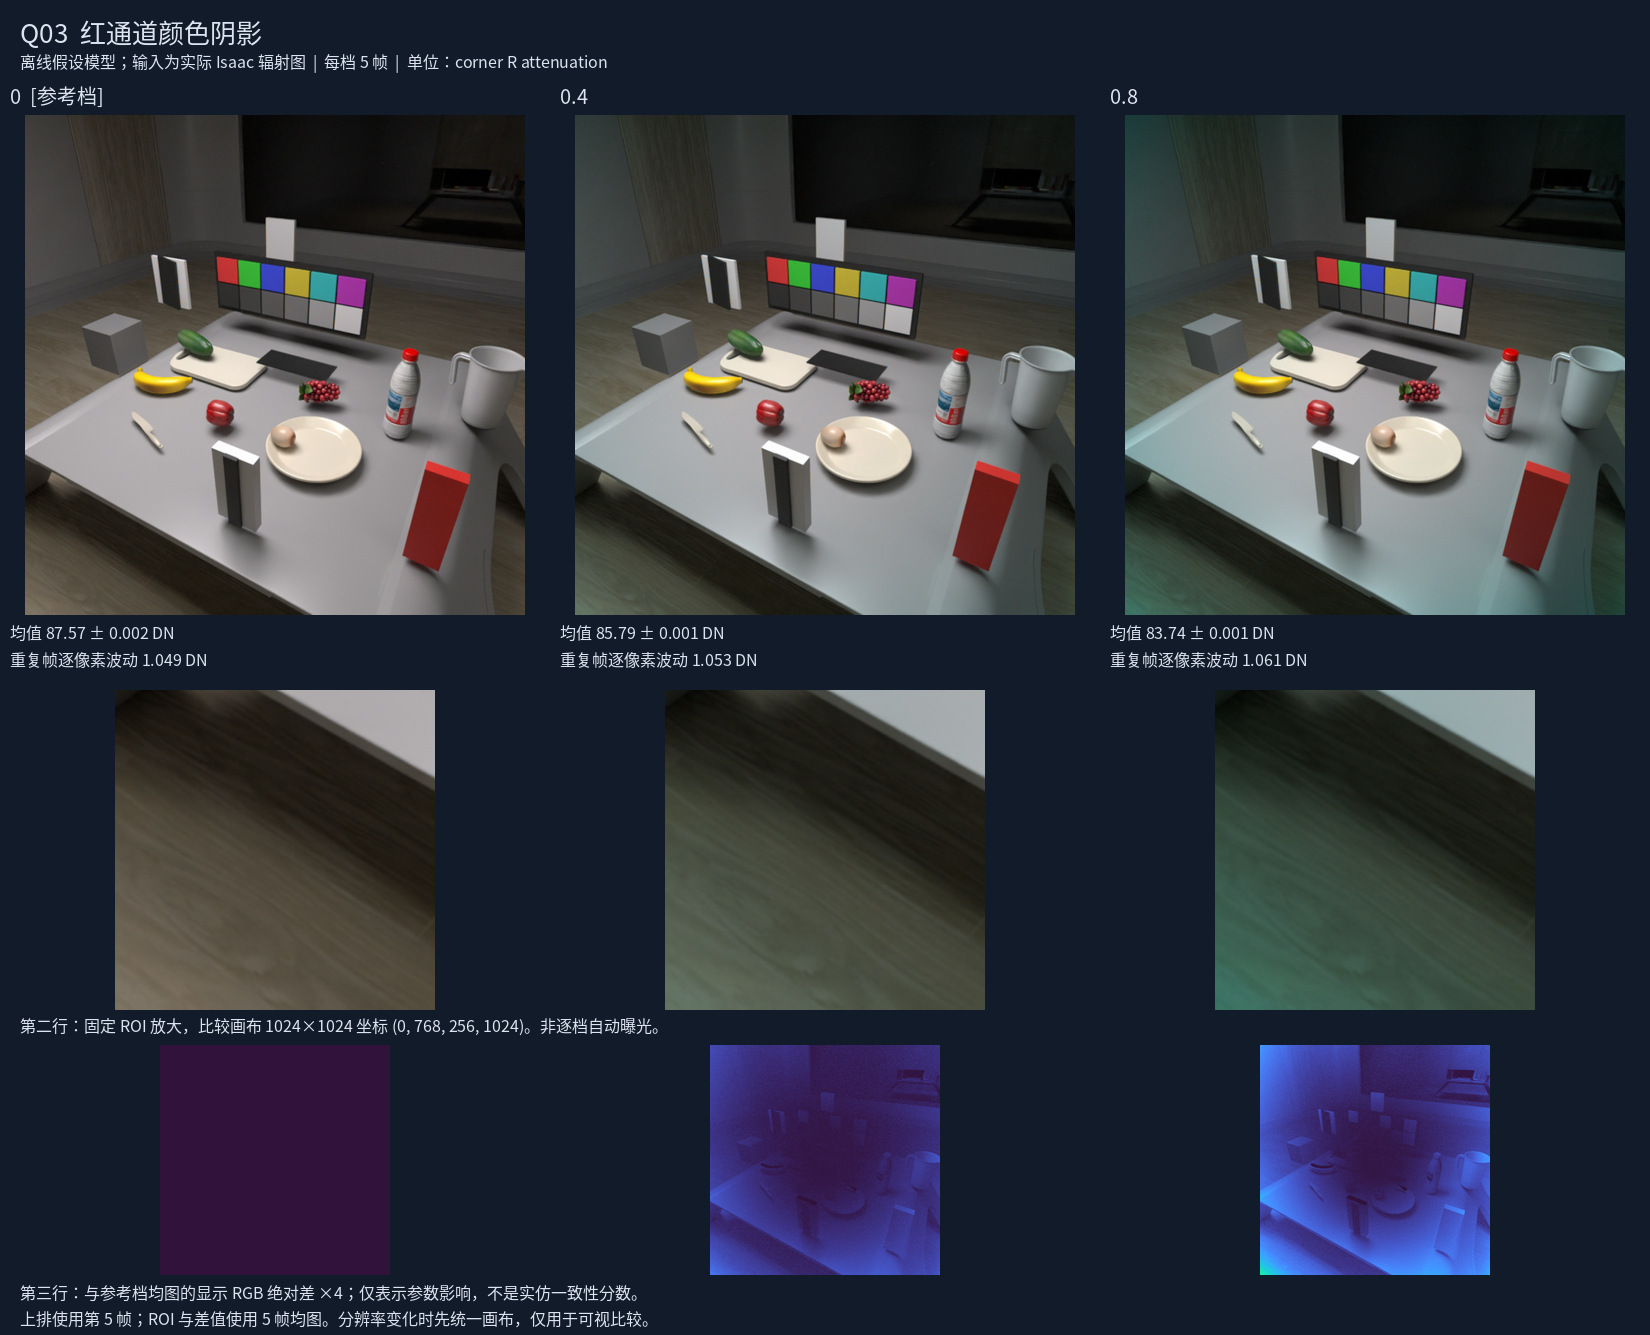 Q03 红通道颜色阴影
离线假设模型；输入为实际 Isaac 辐射图 | 每档 5 帧 | 单位：corner R attenuation
0 [参考档]
0.4
0.8
均值 87.57 ± 0.002 DN
重复帧逐像素波动 1.049 DN
均值 85.79 ± 0.001 DN
重复帧逐像素波动 1.053 DN
均值 83.74 ± 0.001 DN
重复帧逐像素波动 1.061 DN
第二行：固定 ROI 放大，比较画布 1024×1024 坐标 (0, 768, 256, 1024)。非逐档自动曝光。
第三行：与参考档均图的显示 RGB 绝对差 ×4；仅表示参数影响，不是实仿一致性分数。
上排使用第 5 帧；ROI 与差值使用 5 帧均图。分辨率变化时先统一画布，仅用于可视比较。